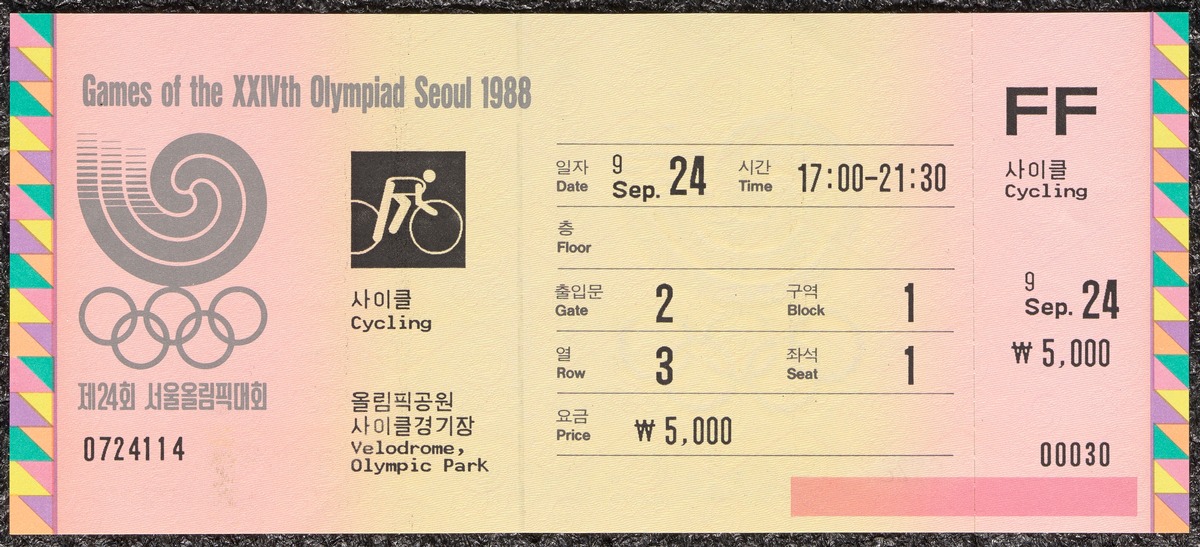 Games of the XXIVth Olympiad Seoul 1988
제24회 서울올림픽대회
0724114
사이클
Cycling
올림픽공원
사이클경기장
Velodrome,
Olympic Park
일자 9 시간
Date Sep. 24 Time 17:00-21:30
층
Floor
출입문 구역
Gate 2 Block 1
열 좌석
Row 3 Seat 1
요금
Price ₩ 5,000
FF
사이클
Cycling
9
Sep. 24
₩ 5,000
00030